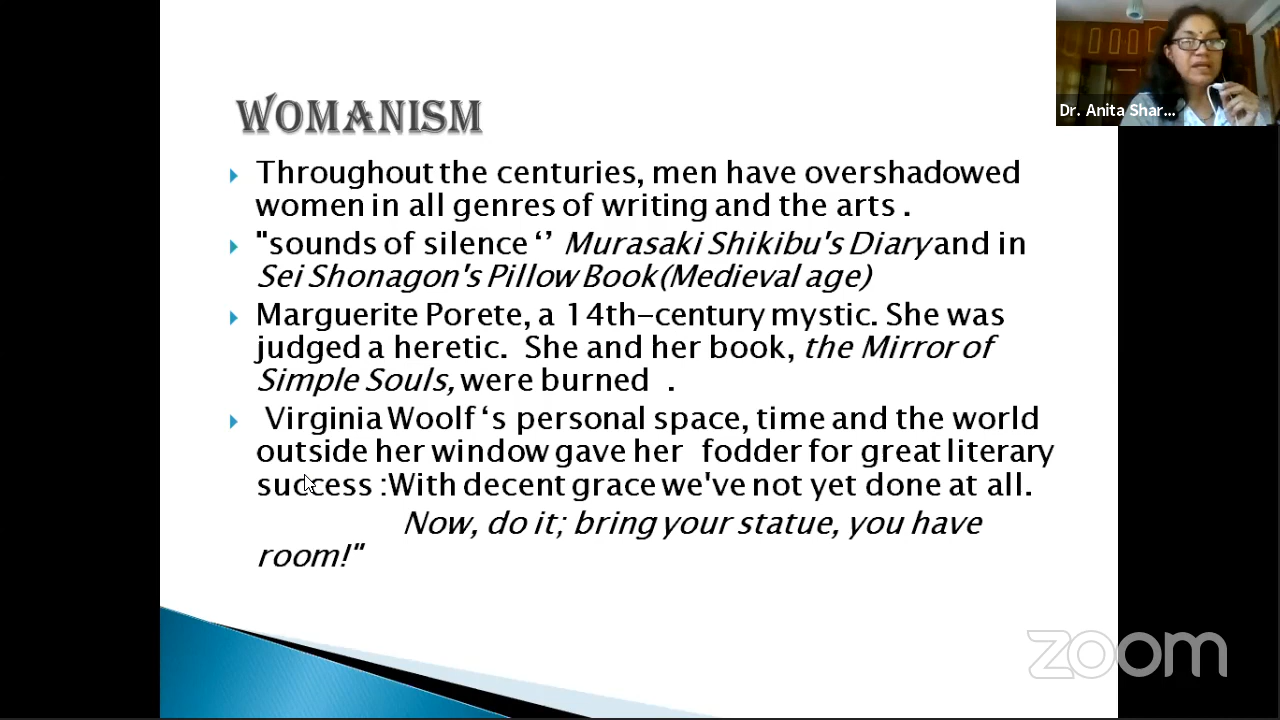 WOMANISM
Throughout the centuries, men have overshadowed
women in all genres of writing and the arts .
"sounds of silence ‘’ Murasaki Shikibu's Diary and in
Sei Shonagon's Pillow Book(Medieval age)
Marguerite Porete, a 14th-century mystic. She was
judged a heretic. She and her book, the Mirror of
Simple Souls, were burned .
Virginia Woolf ‘s personal space, time and the world
outside her window gave her fodder for great literary
success :With decent grace we've not yet done at all.
Now, do it; bring your statue, you have
room!"
Dr. Anita Shar...
zoom